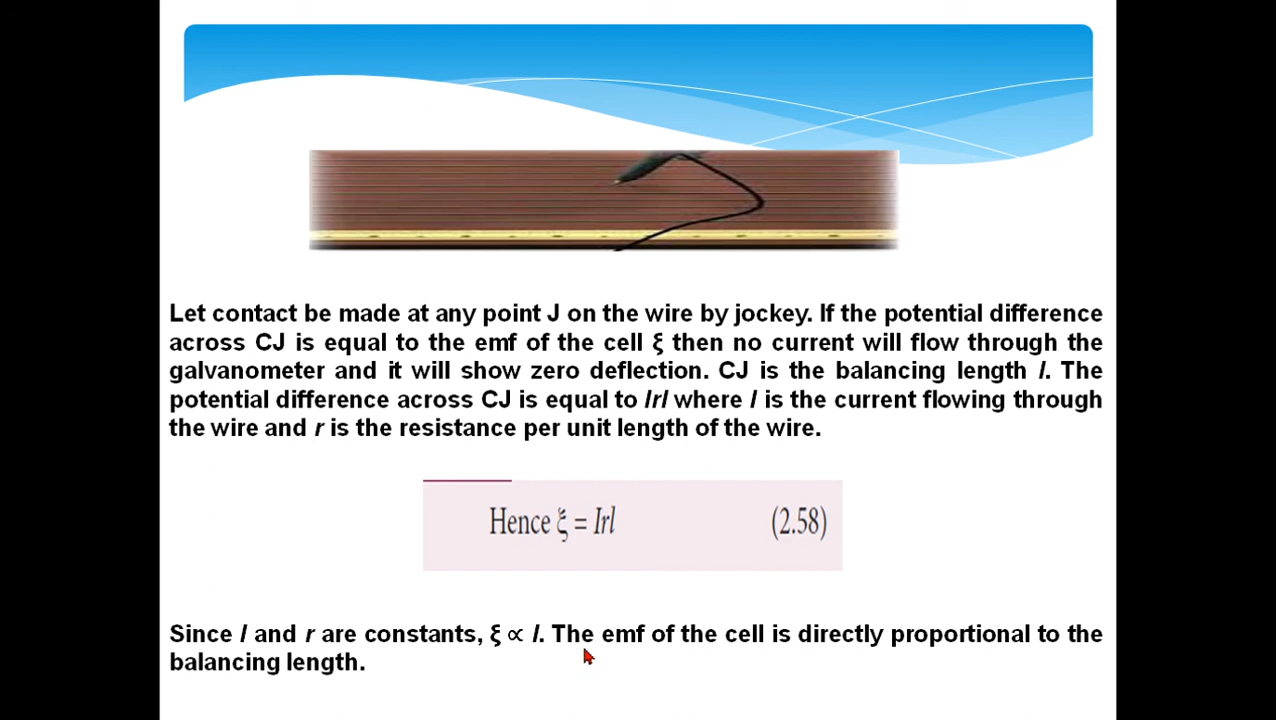 Let contact be made at any point J on the wire by jockey. If the potential difference
across CJ is equal to the emf of the cell ξ then no current will flow through the
galvanometer and it will show zero deflection. CJ is the balancing length l. The
potential difference across CJ is equal to Irl where I is the current flowing through
the wire and r is the resistance per unit length of the wire.
Hence ξ = Irl (2.58)
Since I and r are constants, ξ ∝ l. The emf of the cell is directly proportional to the
balancing length.